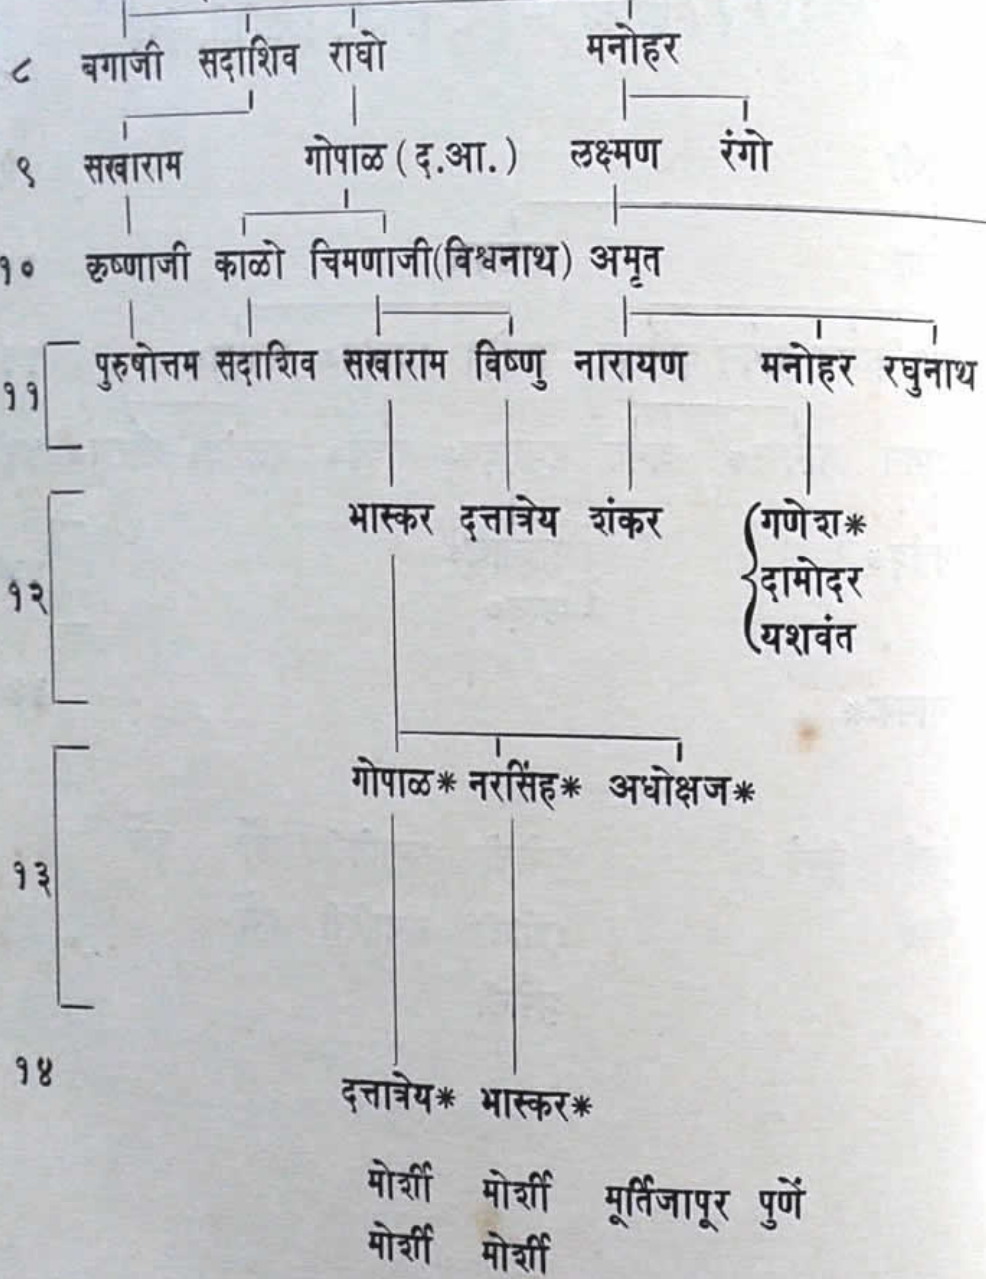 ८ बगाजी सदाशिव राघो मनोहर
९ सखाराम गोपाळ (द.आ.) लक्ष्मण रंगो
१० कृष्णाजी काळो चिमणाजी(विश्वनाथ) अमृत
११ पुरुषोत्तम सदाशिव सखाराम विष्णु नारायण मनोहर रघुनाथ
भास्कर दत्तात्रेय शंकर गणेश*
दामोदर
१२
यशवंत
गोपाळ* नरसिंह* अधोक्षज*
१३
१४
दत्तात्रेय* भास्कर*
मोर्शी मोर्शी मूर्तिजापूर पुणें
मोर्शी मोर्शी